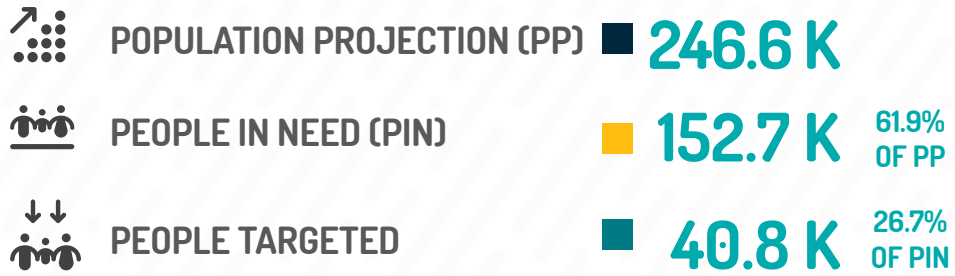 POPULATION PROJECTION (PP) 246.6 K
PEOPLE IN NEED (PIN) 152.7 K 61.9% OF PP
PEOPLE TARGETED 40.8 K 26.7% OF PIN